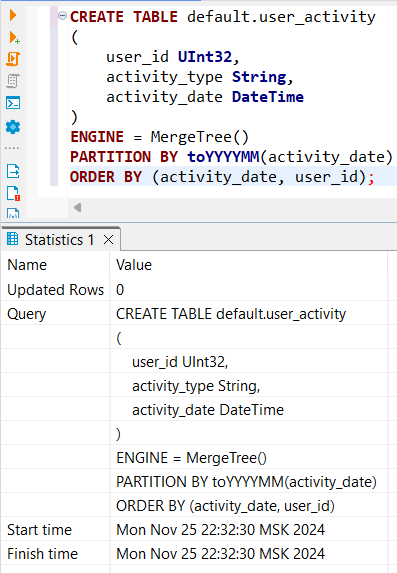 CREATE TABLE default.user_activity
(
    user_id UInt32,
    activity_type String,
    activity_date DateTime
)
ENGINE = MergeTree()
PARTITION BY toYYYYMM(activity_date)
ORDER BY (activity_date, user_id);
Statistics 1
Name Value
Updated Rows 0
Query CREATE TABLE default.user_activity
(
    user_id UInt32,
    activity_type String,
    activity_date DateTime
)
ENGINE = MergeTree()
PARTITION BY toYYYYMM(activity_date)
ORDER BY (activity_date, user_id)
Start time Mon Nov 25 22:32:30 MSK 2024
Finish time Mon Nov 25 22:32:30 MSK 2024